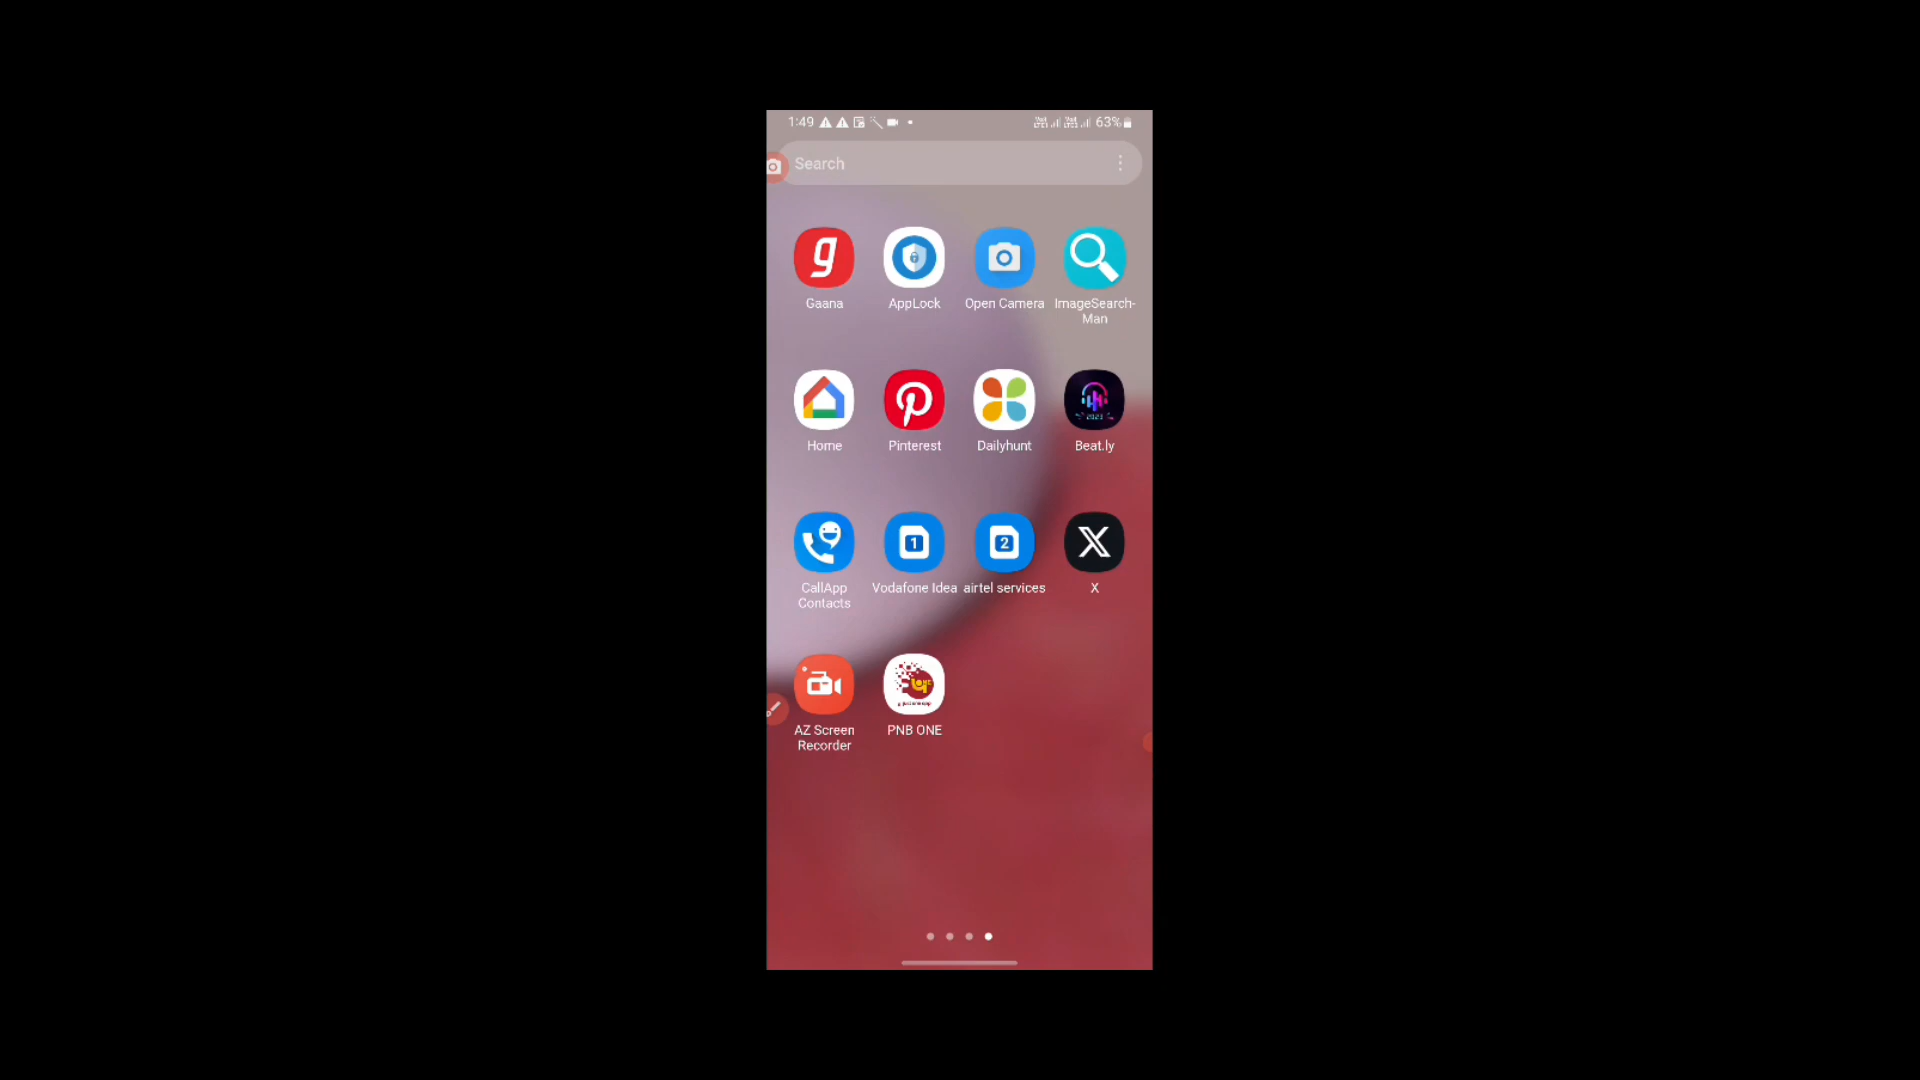 1:49 63%
Search
Gaana AppLock Open Camera ImageSearch-
Man
Home Pinterest Dailyhunt Beat.ly
CallApp Vodafone Idea airtel services X
Contacts
AZ Screen PNB ONE
Recorder